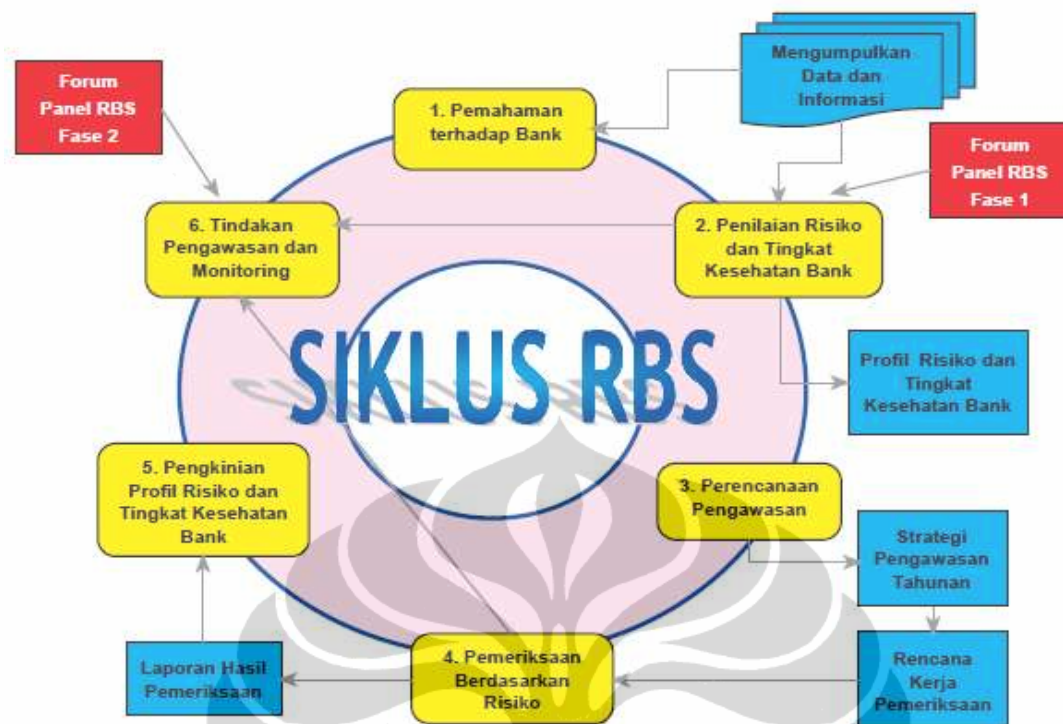 Mengumpulkan
Data dan
Informasi
Forum
Panel RBS
Fase 2
1. Pemahaman
terhadap Bank
Forum
Panel RBS
Fase 1
6. Tindakan
Pengawasan dan
Monitoring
2. Penilaian Risiko
dan Tingkat
Kesehatan Bank
SIKLUS RBS
Profil Risiko dan
Tingkat
Kesehatan Bank
5. Pengkinian
Profil Risiko dan
Tingkat Kesehatan
Bank
3. Perencanaan
Pengawasan
Strategi
Pengawasan
Tahunan
Laporan Hasil
Pemeriksaan
4. Pemeriksaan
Berdasarkan
Risiko
Rencana
Kerja
Pemeriksaan